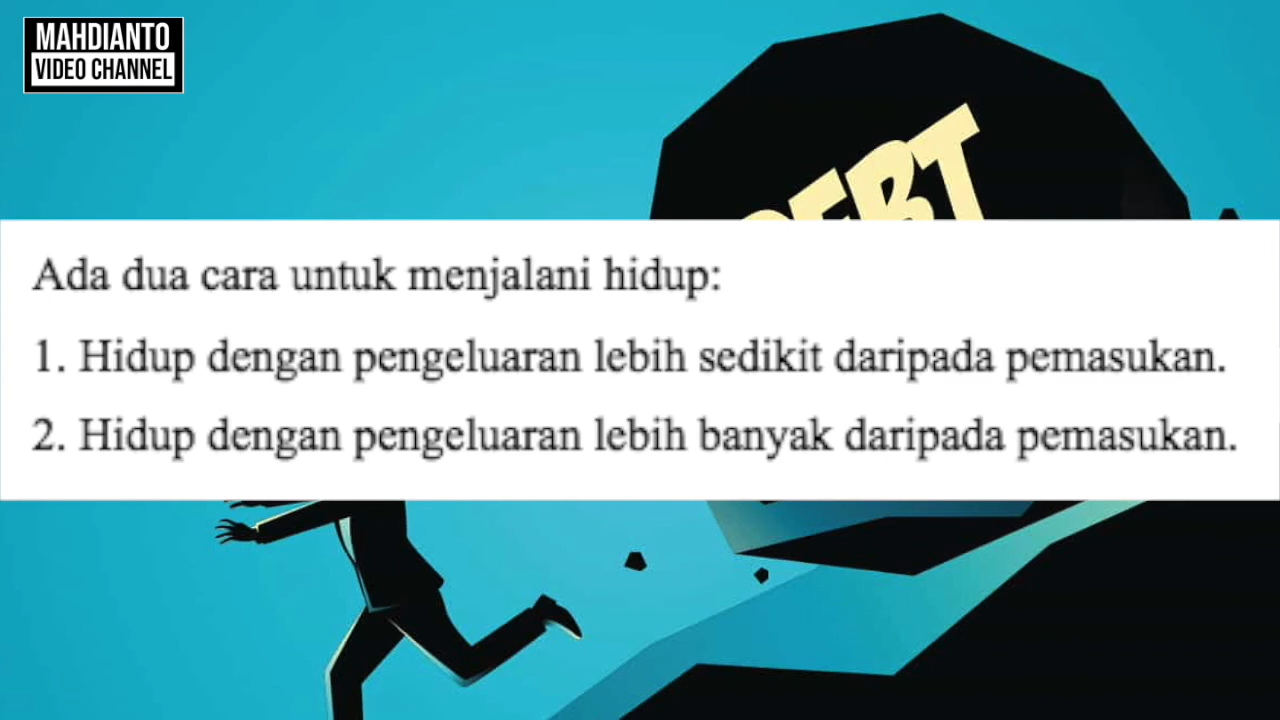 MAHDIANTO
VIDEO CHANNEL
DEBT
Ada dua cara untuk menjalani hidup:
1. Hidup dengan pengeluaran lebih sedikit daripada pemasukan.
2. Hidup dengan pengeluaran lebih banyak daripada pemasukan.